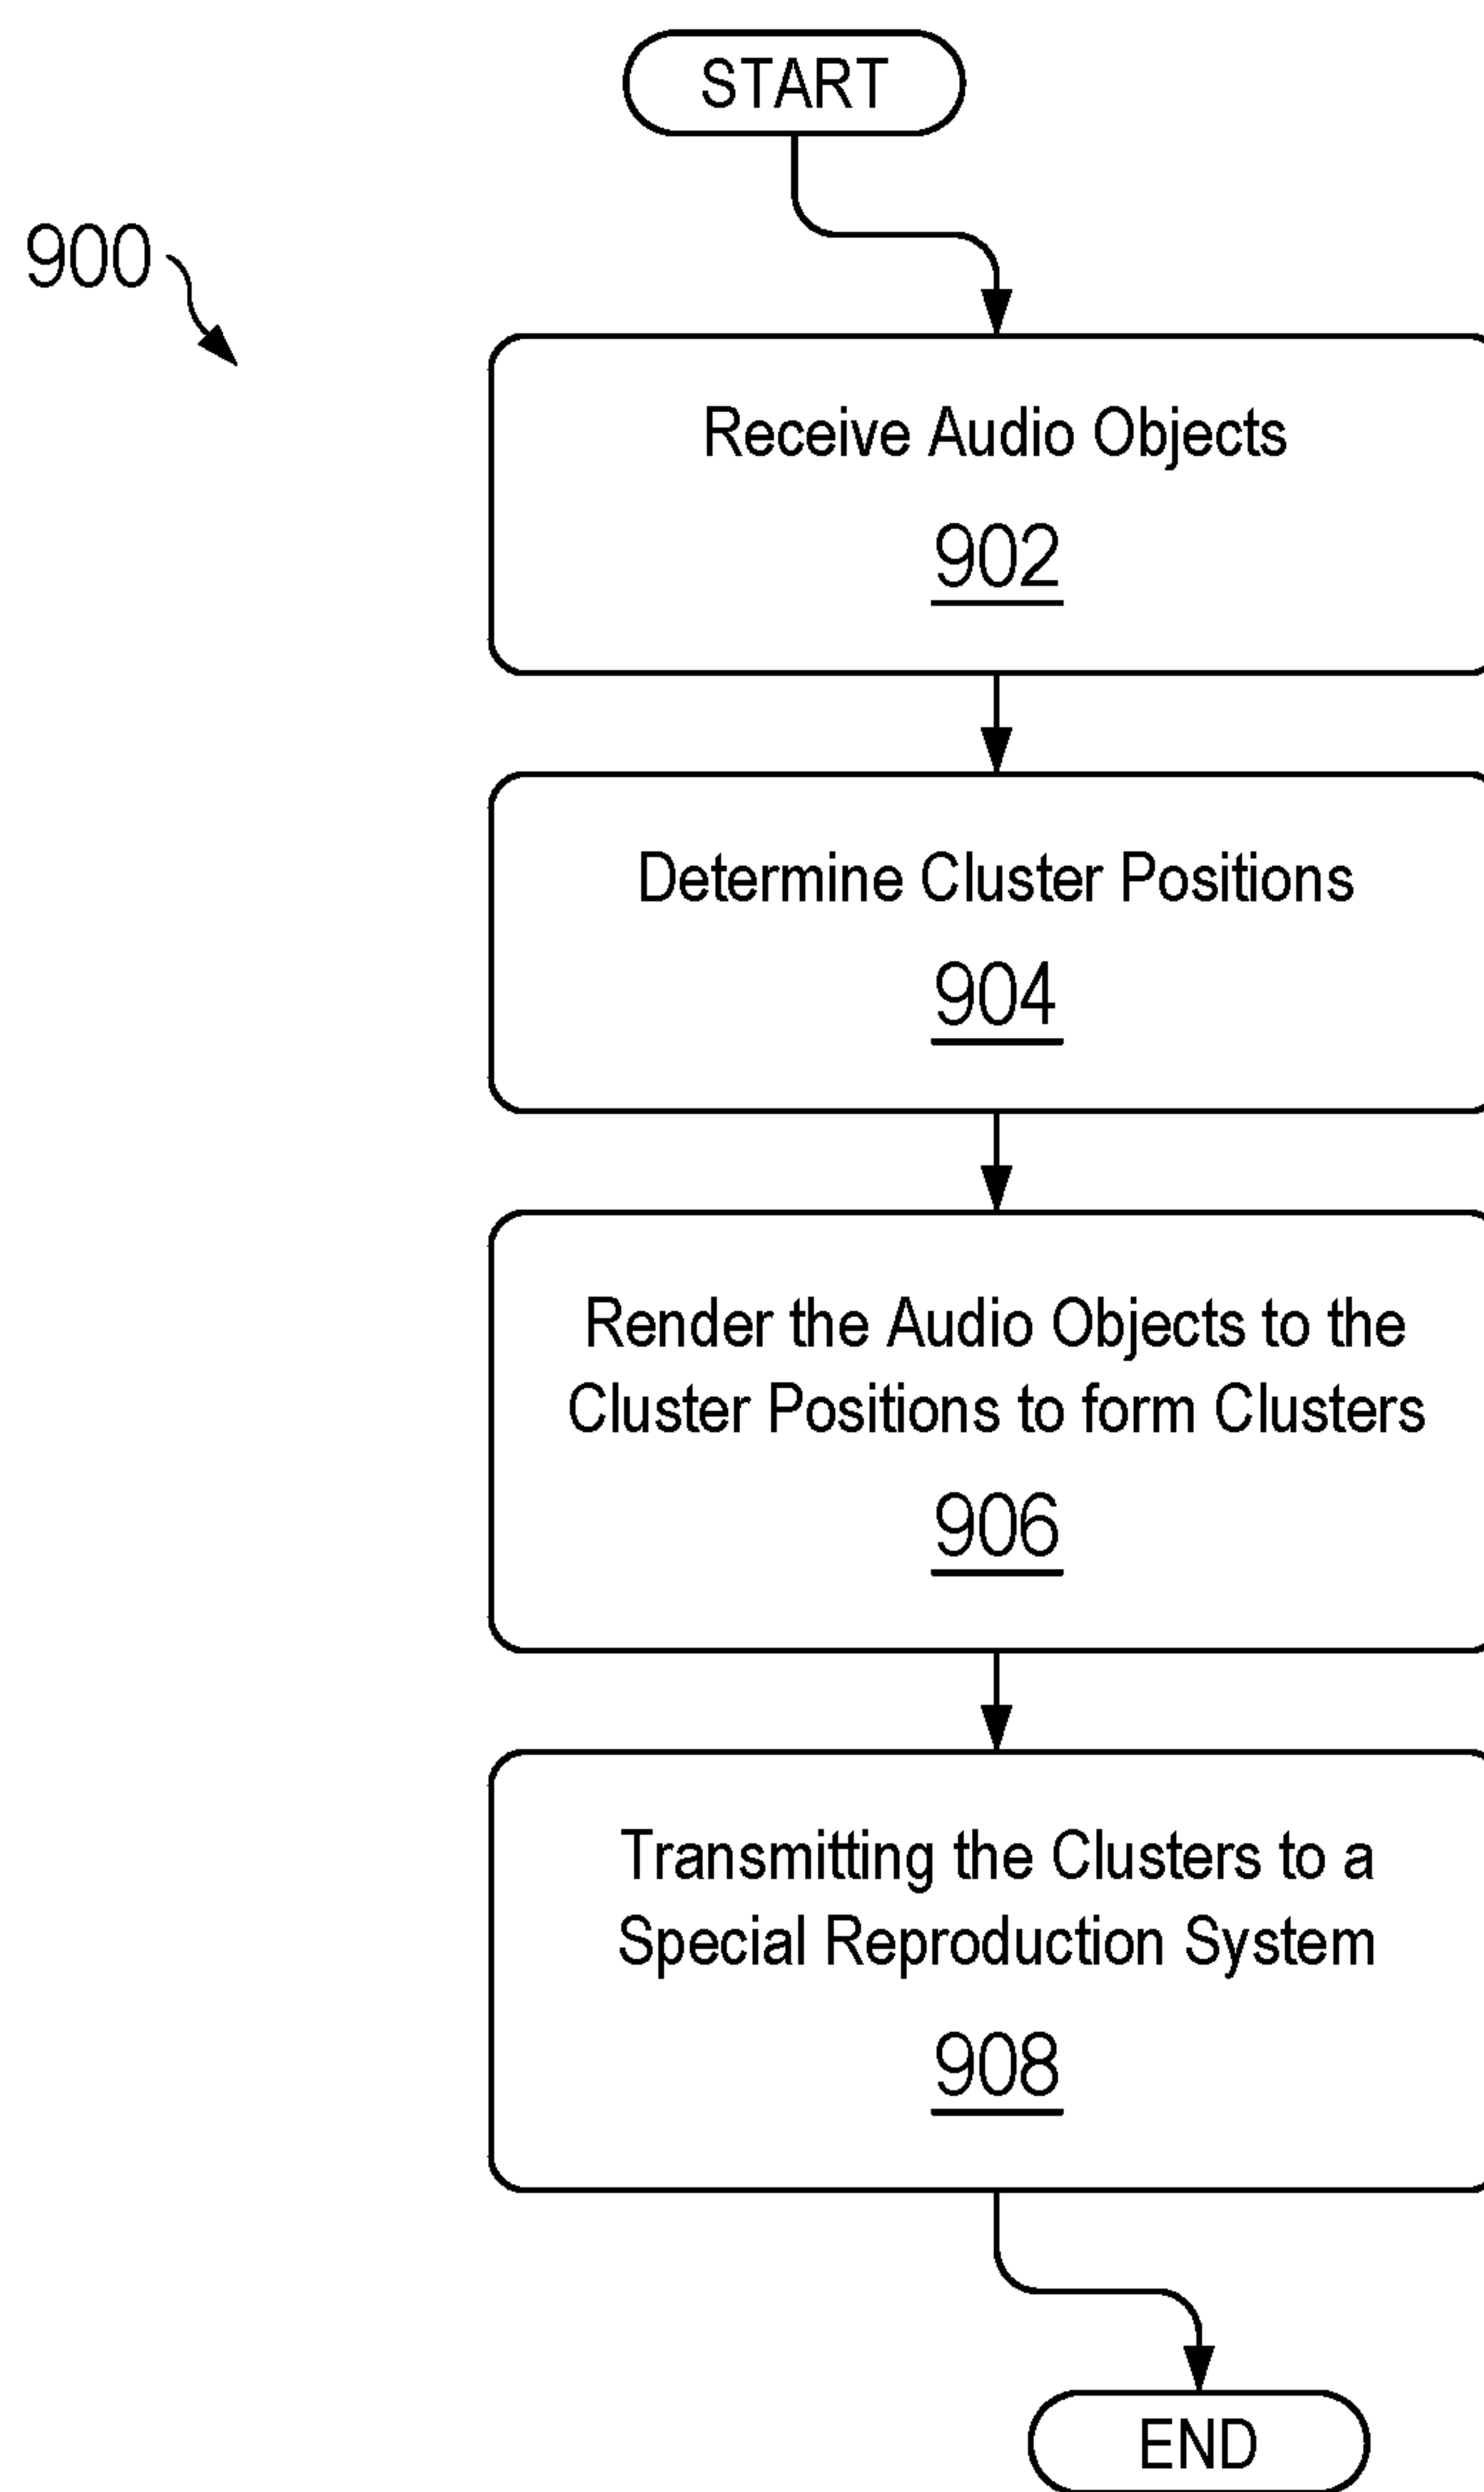 START
900
Receive Audio Objects
902
Determine Cluster Positions
904
Render the Audio Objects to the
Cluster Positions to form Clusters
906
Transmitting the Clusters to a
Special Reproduction System
908
END